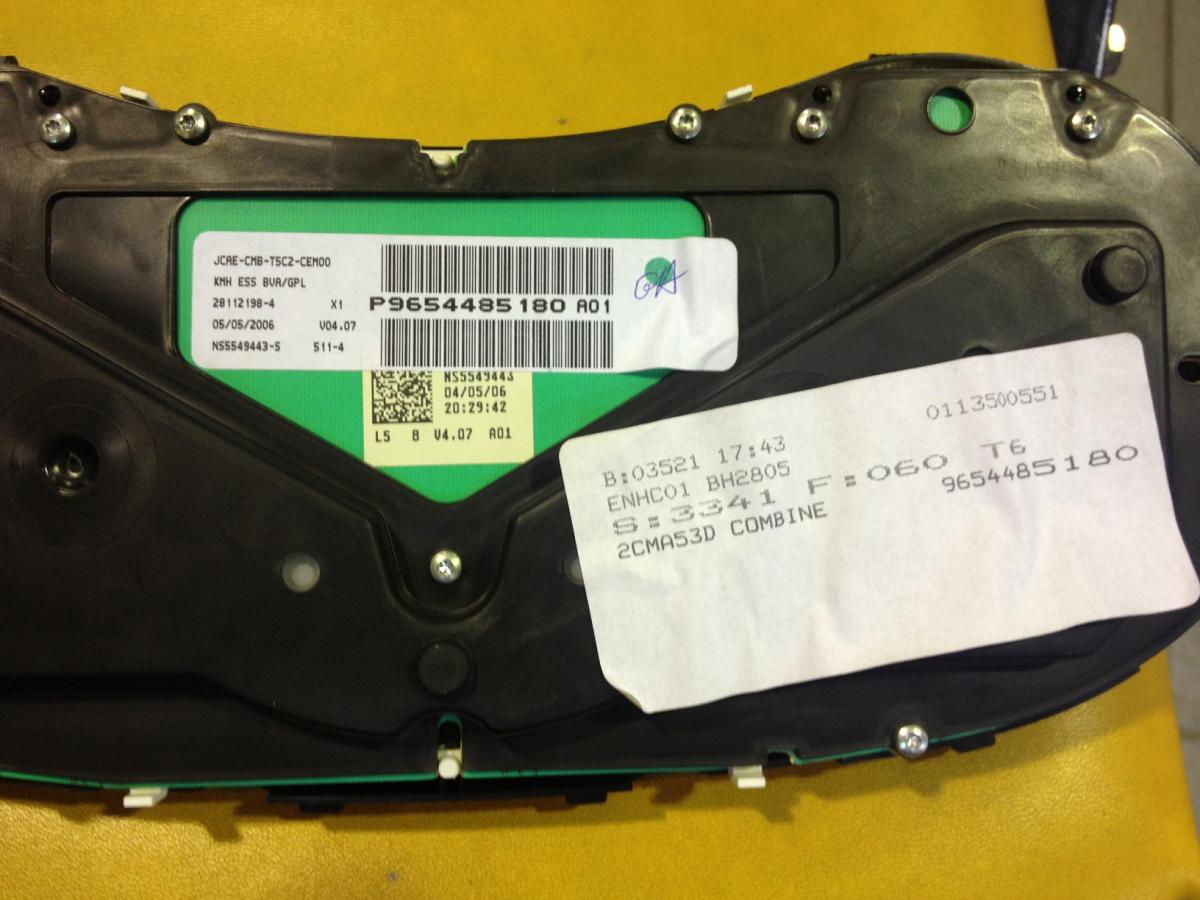 JCAE-CMB-T5C2-CEM00
KMH ESS BVA/GPL
28112198-4 X1
P9654485180 A01
05/05/2006 V04.07
NS5549443-S 511-4
NS5549443
04/05/06
20:29:42
L5 B V4.07 A01
0113500551
B:03521 17:43
ENHC01 BH2805
S:3341 F:060 T6
9654485180
2CMA53D COMBINE